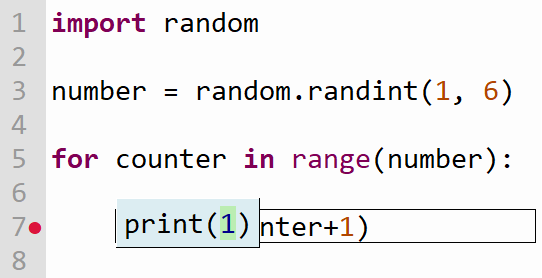 1 import random
2
3 number = random.randint(1, 6)
4
5 for counter in range(number):
6
7 print(1)nter+1)
8